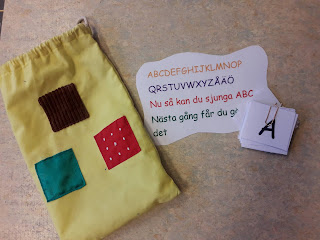 ABCDEFGHIJKLMNOP
QRSTUVWXYZÅÄÖ
Nu så kan du sjunga ABC
Nästa gång får du
det
A